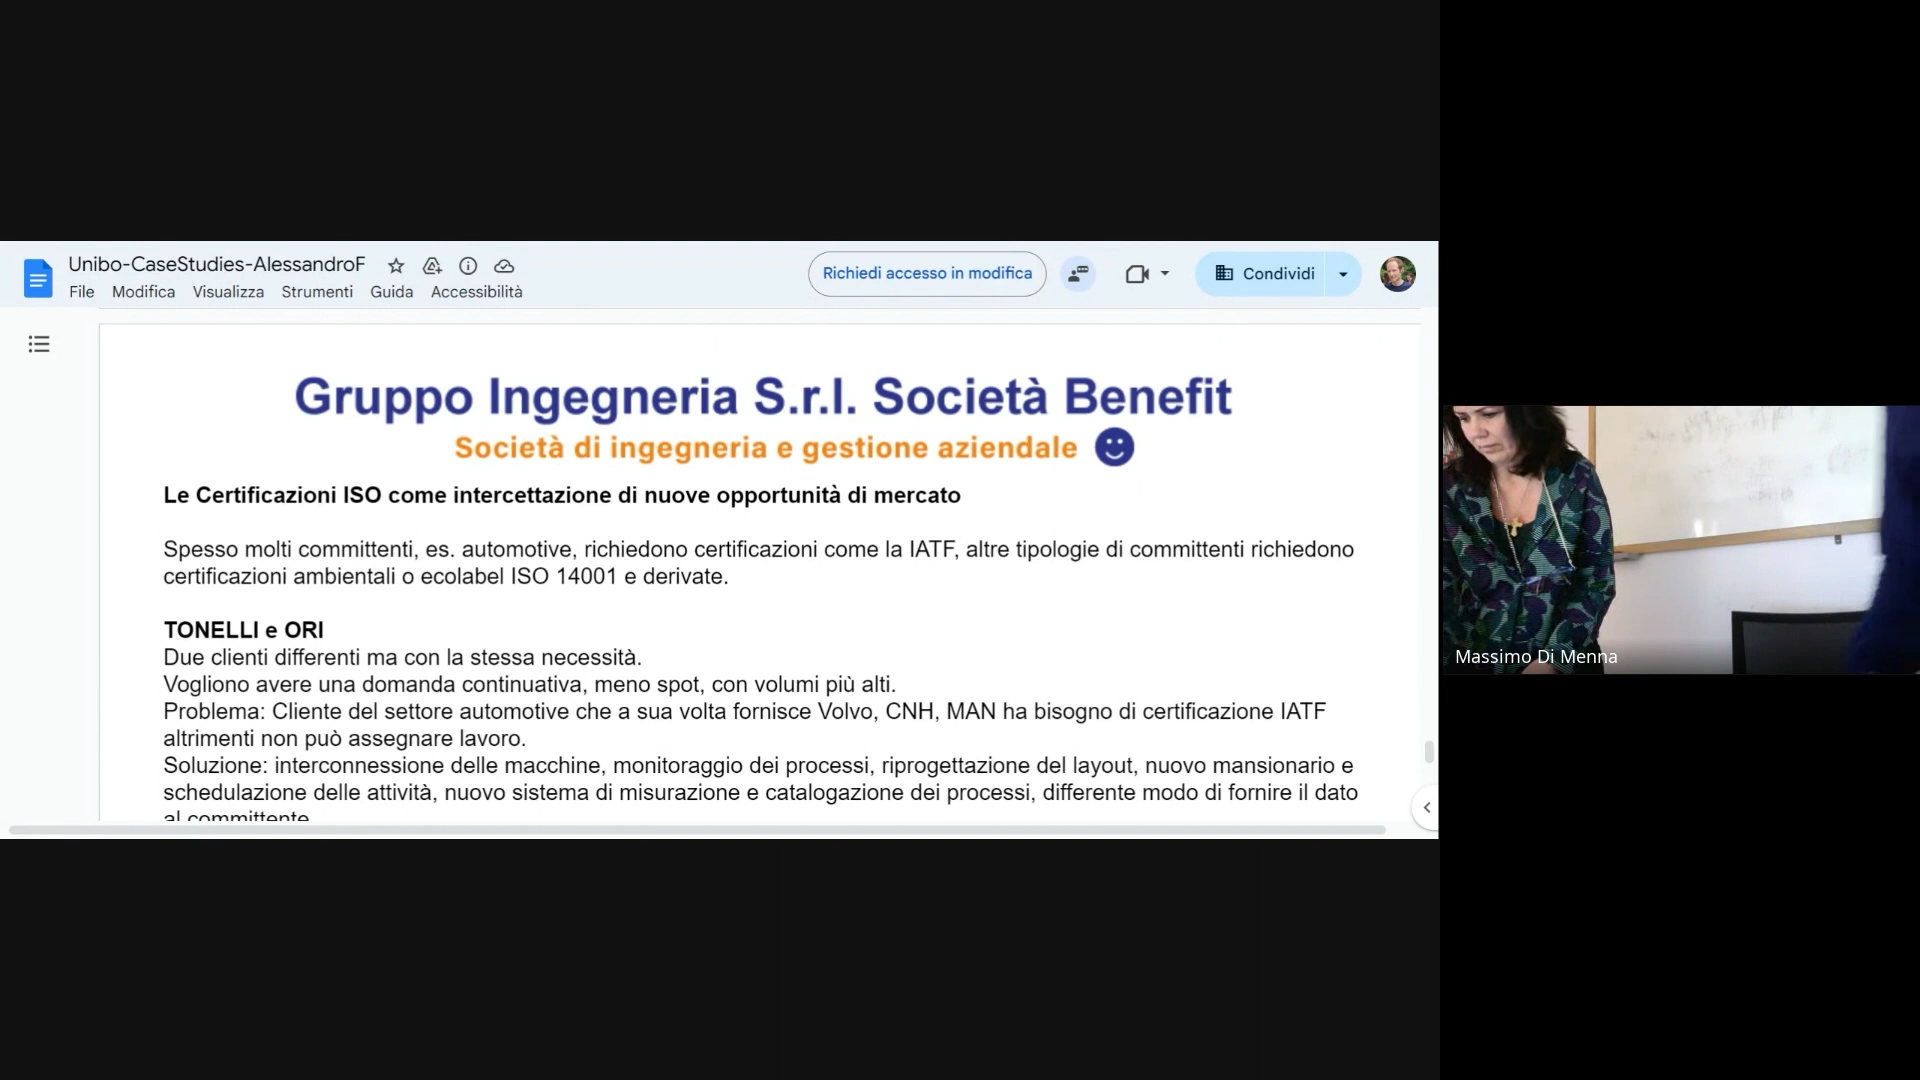 Unibo-CaseStudies-AlessandroF
File Modifica Visualizza Strumenti Guida Accessibilità
Richiedi accesso in modifica
Condividi
Gruppo Ingegneria S.r.l. Società Benefit
Società di ingegneria e gestione aziendale
Le Certificazioni ISO come intercettazione di nuove opportunità di mercato
Spesso molti committenti, es. automotive, richiedono certificazioni come la IATF, altre tipologie di committenti richiedono
certificazioni ambientali o ecolabel ISO 14001 e derivate.
TONELLI e ORI
Due clienti differenti ma con la stessa necessità.
Vogliono avere una domanda continuativa, meno spot, con volumi più alti.
Problema: Cliente del settore automotive che a sua volta fornisce Volvo, CNH, MAN ha bisogno di certificazione IATF
altrimenti non può assegnare lavoro.
Soluzione: interconnessione delle macchine, monitoraggio dei processi, riprogettazione del layout, nuovo mansionario e
schedulazione delle attività, nuovo sistema di misurazione e catalogazione dei processi, differente modo di fornire il dato
al committente
Massimo Di Menna